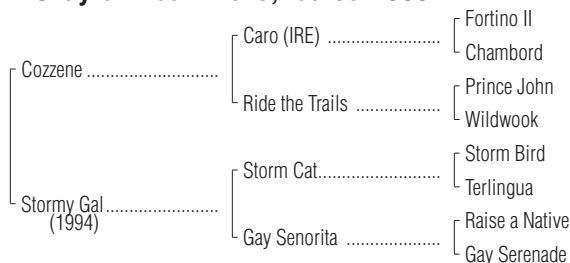 Fortino II
Caro (IRE)
Chambord
Cozzene
Prince John
Ride the Trails
Wildwook
Storm Bird
Storm Cat
Terlingua
Stormy Gal
(1994)
Raise a Native
Gay Senorita
Gay Serenade